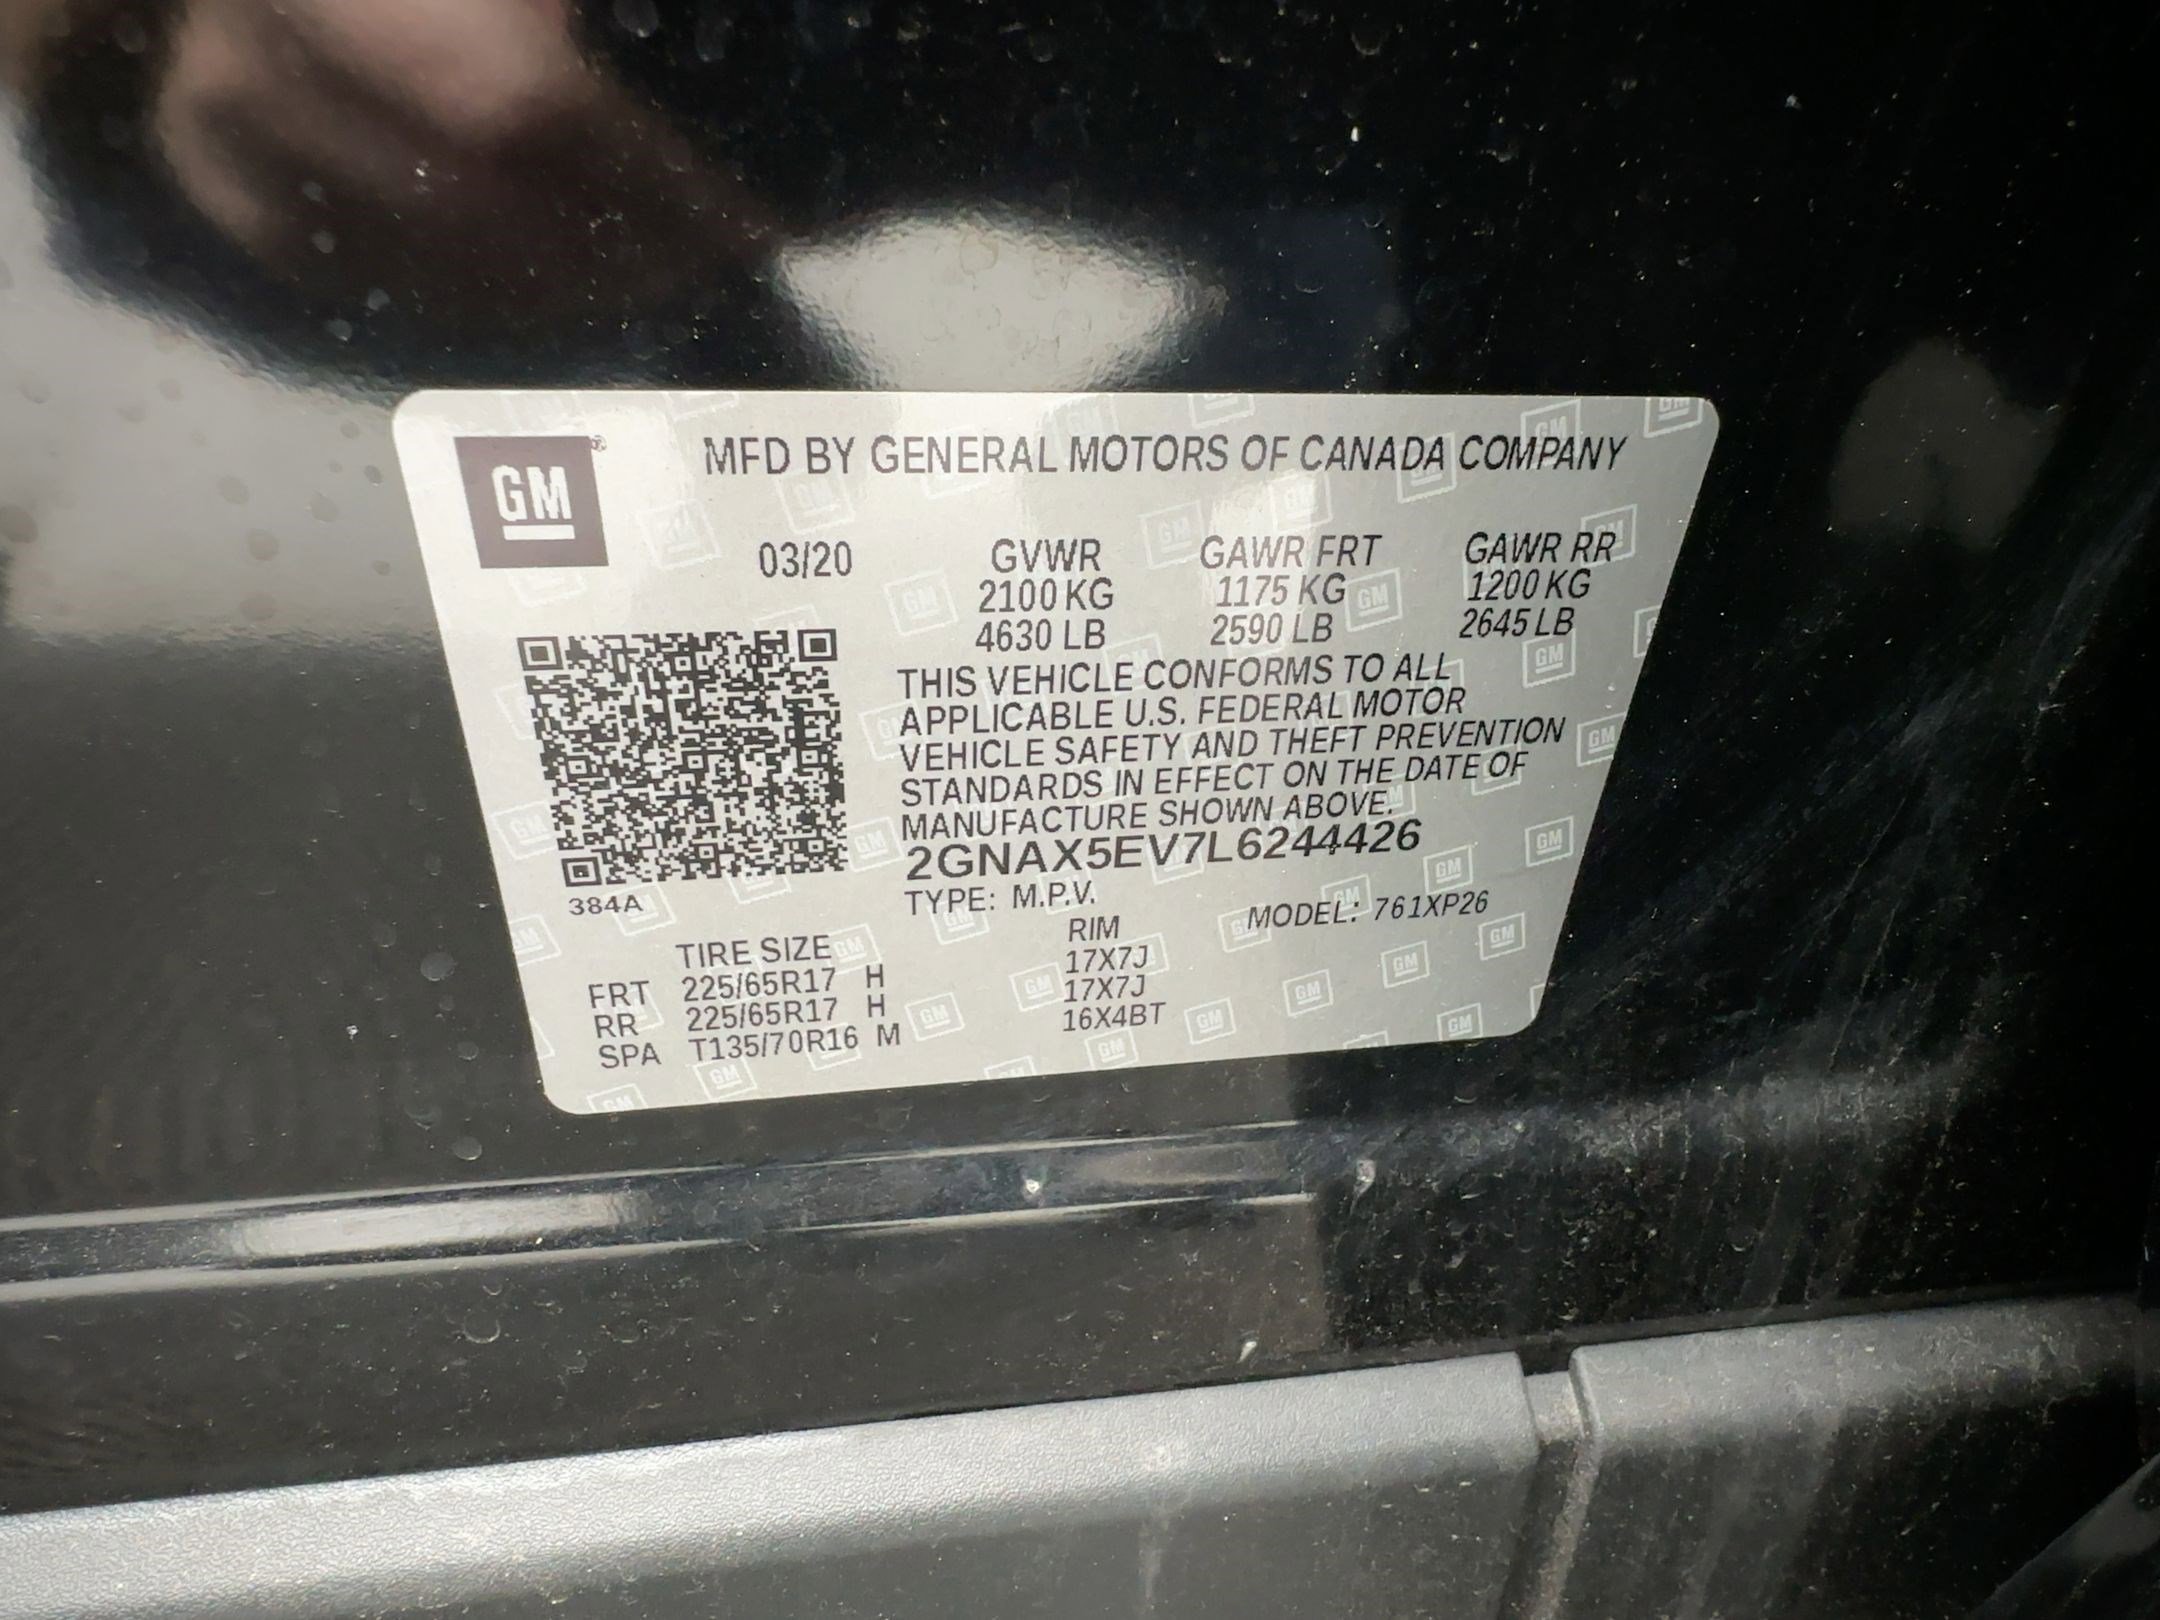 GM®
MFD BY GENERAL MOTORS OF CANADA COMPANY
03/20 GVWR GAWR FRT GAWR RR
2100 KG 1175 KG 1200 KG
4630 LB 2590 LB 2645 LB
THIS VEHICLE CONFORMS TO ALL
APPLICABLE U.S. FEDERAL MOTOR
VEHICLE SAFETY AND THEFT PREVENTION
STANDARDS IN EFFECT ON THE DATE OF
MANUFACTURE SHOWN ABOVE.
2GNAX5EV7L6244426
384A
TYPE: M.P.V. MODEL: 761XP26
TIRE SIZE RIM
FRT 225/65R17 H 17X7J
RR 225/65R17 H 17X7J
SPA T135/70R16 M 16X4BT